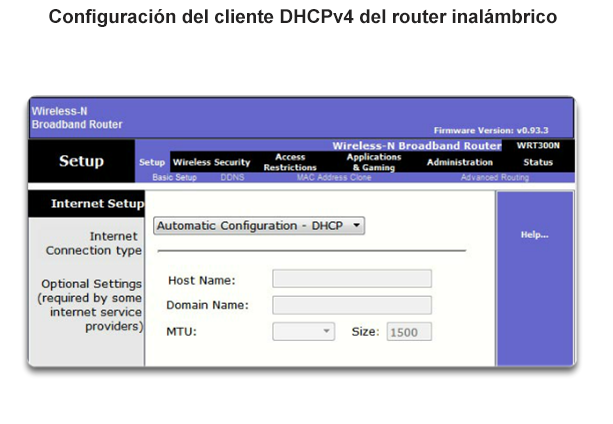 Configuración del cliente DHCPv4 del router inalámbrico
Wireless-N
Broadband Router
Firmware Version: v0.93.3
Wireless-N Broadband Router WRT300N
Setup
Setup Wireless Security Access Restrictions Applications & Gaming Administration Status
Basic Setup DDNS MAC Address Clone Advanced Routing
Internet Setup
Internet
Connection type
Automatic Configuration - DHCP
Help...
Optional Settings
(required by some
internet service
providers)
Host Name:
Domain Name:
MTU: Size: 1500